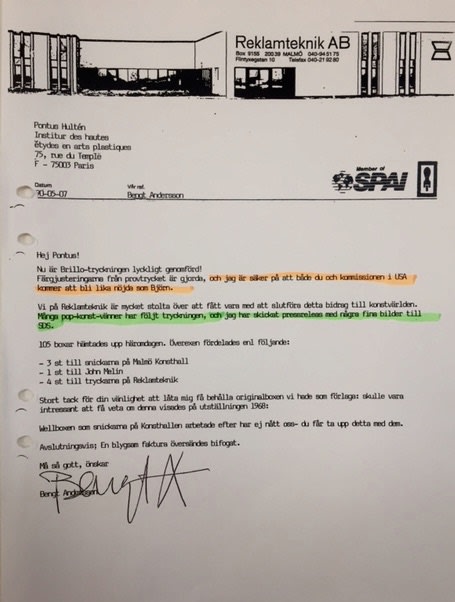 Reklamteknik AB
Box 9155 200 39 MALMÖ 040-94 51 75
Flintyxegatan 10 Telefax 040-21 92 80
Pontus Hultén
Institur des hautes
étydes en arta plastiques
75, rue du Templé
F - 75003 Paris
Member of
SPAI
Datum
Vår ref.
90-05-07
Bengt Andersson
Hej Pontus!
Nu är Brillo-tryckningen lyckligt genomförd!
Färgjusteringarna från provtrycket är gjorda, och jag är säker på att både du och kommissionen i USA
kommer att bli lika nöjda som Björn.
Vi på Reklamteknik är mycket stolta över att fått vara med att slutföra detta bidrag till konstvärlden.
Många pop-konst-vänner har följt tryckningen, och jag har skickat pressrelease med några fina bilder till
SDS.
105 boxar hämtades upp häromdagen. Överexen fördelades enl följande:
- 3 st till snickarna på Malmö Konsthall
- 1 st till John Melin
- 4 st till tryckarna på Reklamteknik
Stort tack för din vänlighet att låta mig få behålla originalboxen vi hade som förlaga: skulle vara
intressant att få veta om denna visades på utställningen 1968:
Wellboxen som snickarna på Konsthallen arbetade efter har ej nått oss- du får ta upp detta med dem.
Avslutningsvis; En blygsam faktura översändes bifogat.
Må så gott, önskar
Bengt Andersson